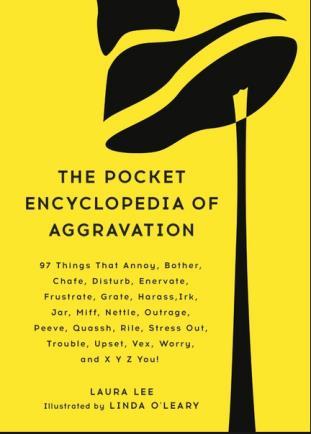 THE POCKET
ENCYCLOPEDIA OF
AGGRAVATION
97 Things That Annoy, Bother,
Chafe, Disturb, Enervate,
Frustrate, Grate, Harass,Irk,
Jar, Miff, Nettle, Outrage,
Peeve, Quassh, Rile, Stress Out,
Trouble, Upset, Vex, Worry,
and X Y Z You!
LAURA LEE
Illustrated by LINDA O'LEARY